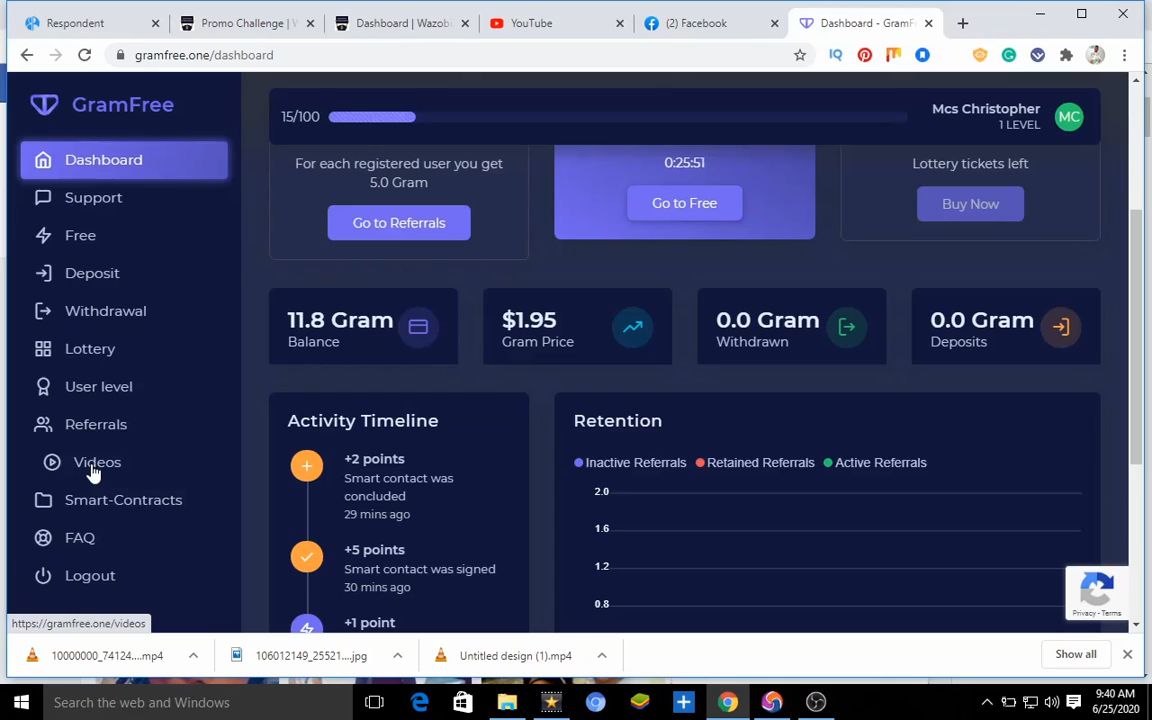 Respondent
Promo Challenge | W
Dashboard | Wazobi
YouTube
(2) Facebook
Dashboard - GramF
gramfree.one/dashboard
GramFree
Dashboard
Support
Free
Deposit
Withdrawal
Lottery
User level
Referrals
Videos
Smart-Contracts
FAQ
Logout
https://gramfree.one/videos
15/100
Mcs Christopher
1 LEVEL
MC
For each registered user you get
5.0 Gram
Go to Referrals
0:25:51
Go to Free
Lottery tickets left
Buy Now
11.8 Gram
Balance
$1.95
Gram Price
0.0 Gram
Withdrawn
0.0 Gram
Deposits
Activity Timeline
+2 points
Smart contact was
concluded
29 mins ago
+5 points
Smart contact was signed
30 mins ago
+1 point
Retention
Inactive Referrals
Retained Referrals
Active Referrals
2.0
1.6
1.2
0.8
Privacy - Terms
10000000_74124....mp4
106012149_25521....jpg
Untitled design (1).mp4
Show all
Search the web and Windows
9:40 AM
6/25/2020